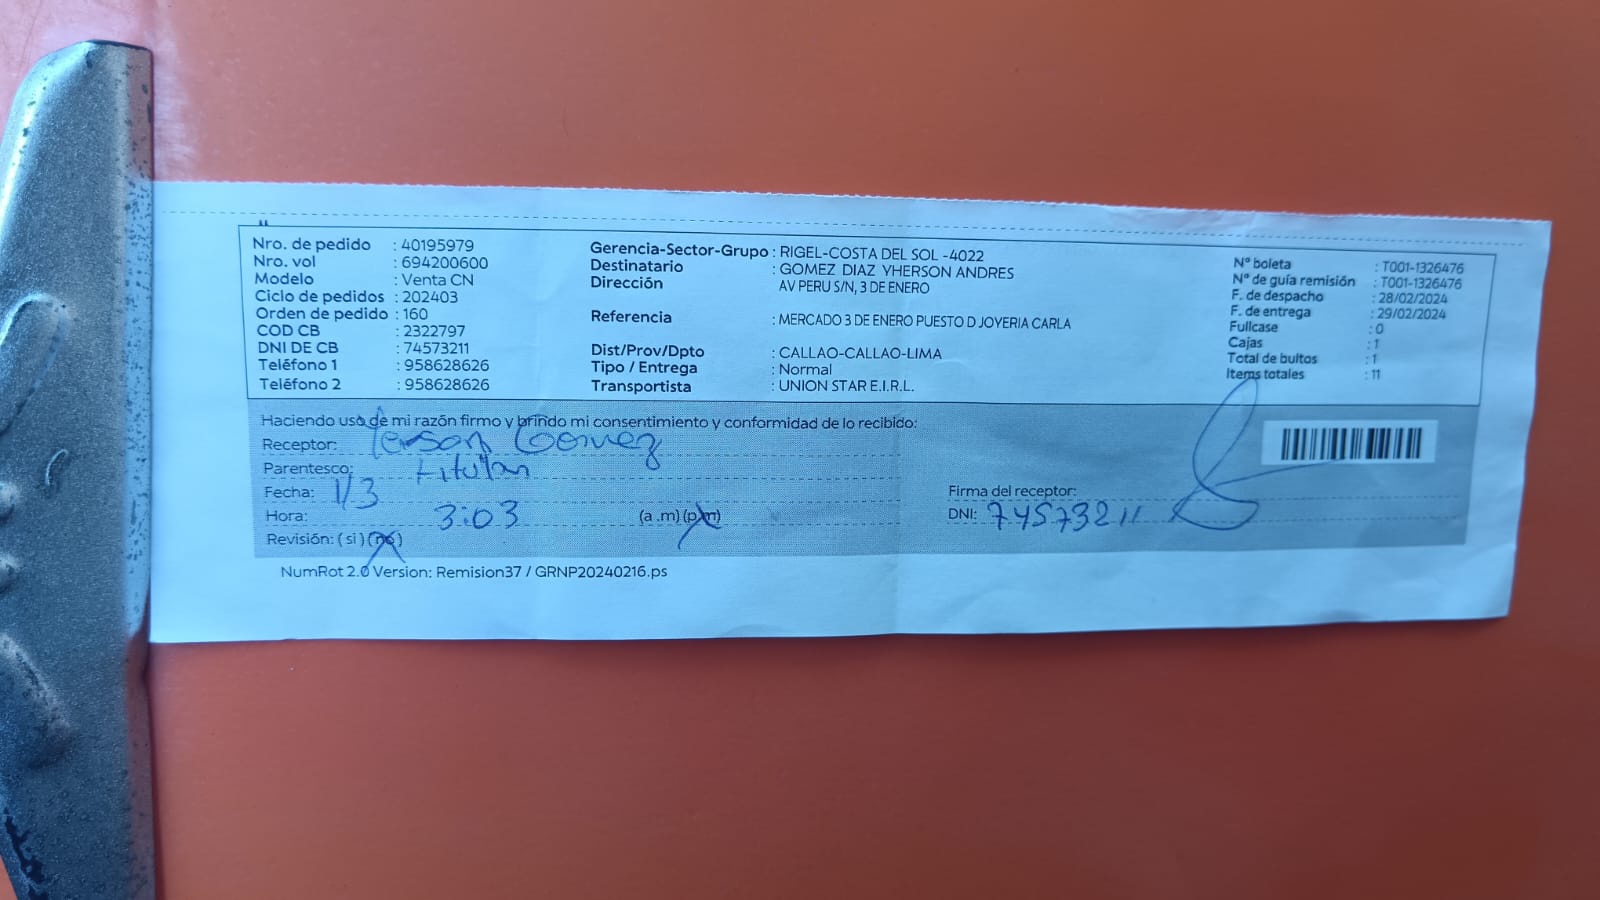 Nro. de pedido : 40195979
Nro. vol : 694200600
Modelo : Venta CN
Ciclo de pedidos : 202403
Orden de pedido : 160
COD CB : 2322797
DNI DE CB : 74573211
Teléfono 1 : 958628626
Teléfono 2 : 958628626
Gerencia-Sector-Grupo : RIGEL-COSTA DEL SOL -4022
Destinatario : GOMEZ DIAZ YHERSON ANDRES
Dirección AV PERU S/N, 3 DE ENERO
Referencia : MERCADO 3 DE ENERO PUESTO D JOYERIA CARLA
Dist/Prov/Dpto : CALLAO-CALLAO-LIMA
Tipo / Entrega : Normal
Transportista : UNION STAR E.I.R.L.
N° boleta : T001-1326476
N° de guía remisión : T001-1326476
F. de despacho : 28/02/2024
F. de entrega : 29/02/2024
Fullcase : 0
Cajas : 1
Total de bultos : 1
Items totales : 11
Haciendo uso de mi razón firmo y brindo mi consentimiento y conformidad de lo recibido:
Receptor: Yerson Gomez
Parentesco: titular
Fecha: 1/3
Hora: 3:03 (a .m) (p.m)
Revisión: ( si ) (no)
Firma del receptor:
DNI: 74573211
NumRot 2.0 Version: Remision37 / GRNP20240216.ps